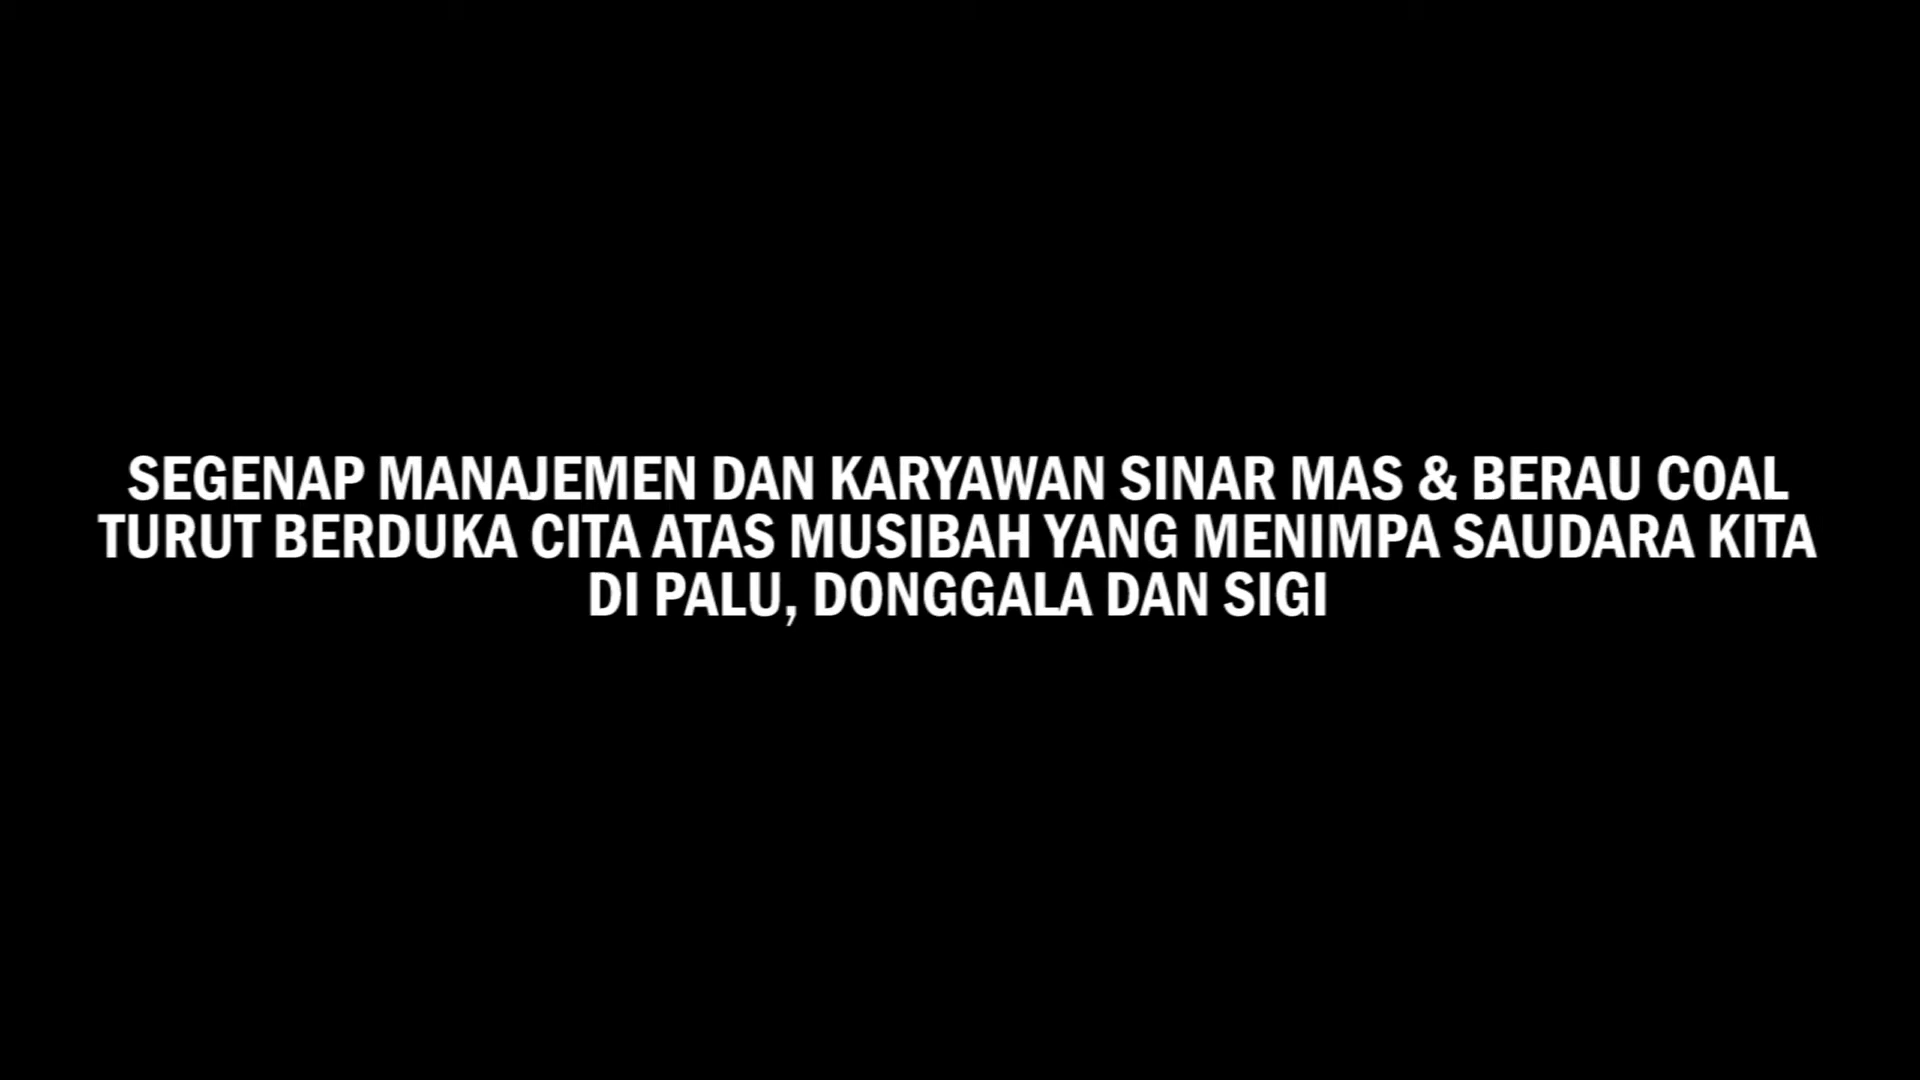 SEGENAP MANAJEMEN DAN KARYAWAN SINAR MAS & BERAU COAL
TURUT BERDUKA CITA ATAS MUSIBAH YANG MENIMPA SAUDARA KITA
DI PALU, DONGGALA DAN SIGI